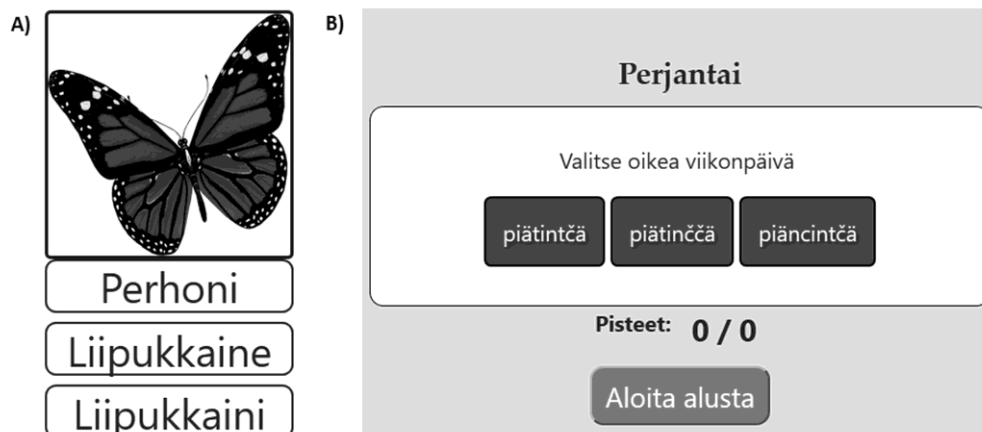 A)
Perhoni
Liipukkaine
Liipukkaini
B)
Perjantai
Valitse oikea viikonpäivä
piätintčä piätinččä piäncintčä
Pisteet: 0 / 0
Aloita alusta